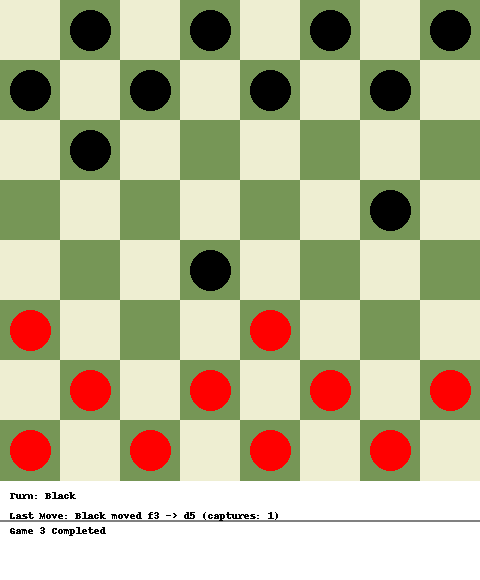 Turn: Black
Last Move: Black moved f3 -> d5 (captures: 1)
Game 3 Completed